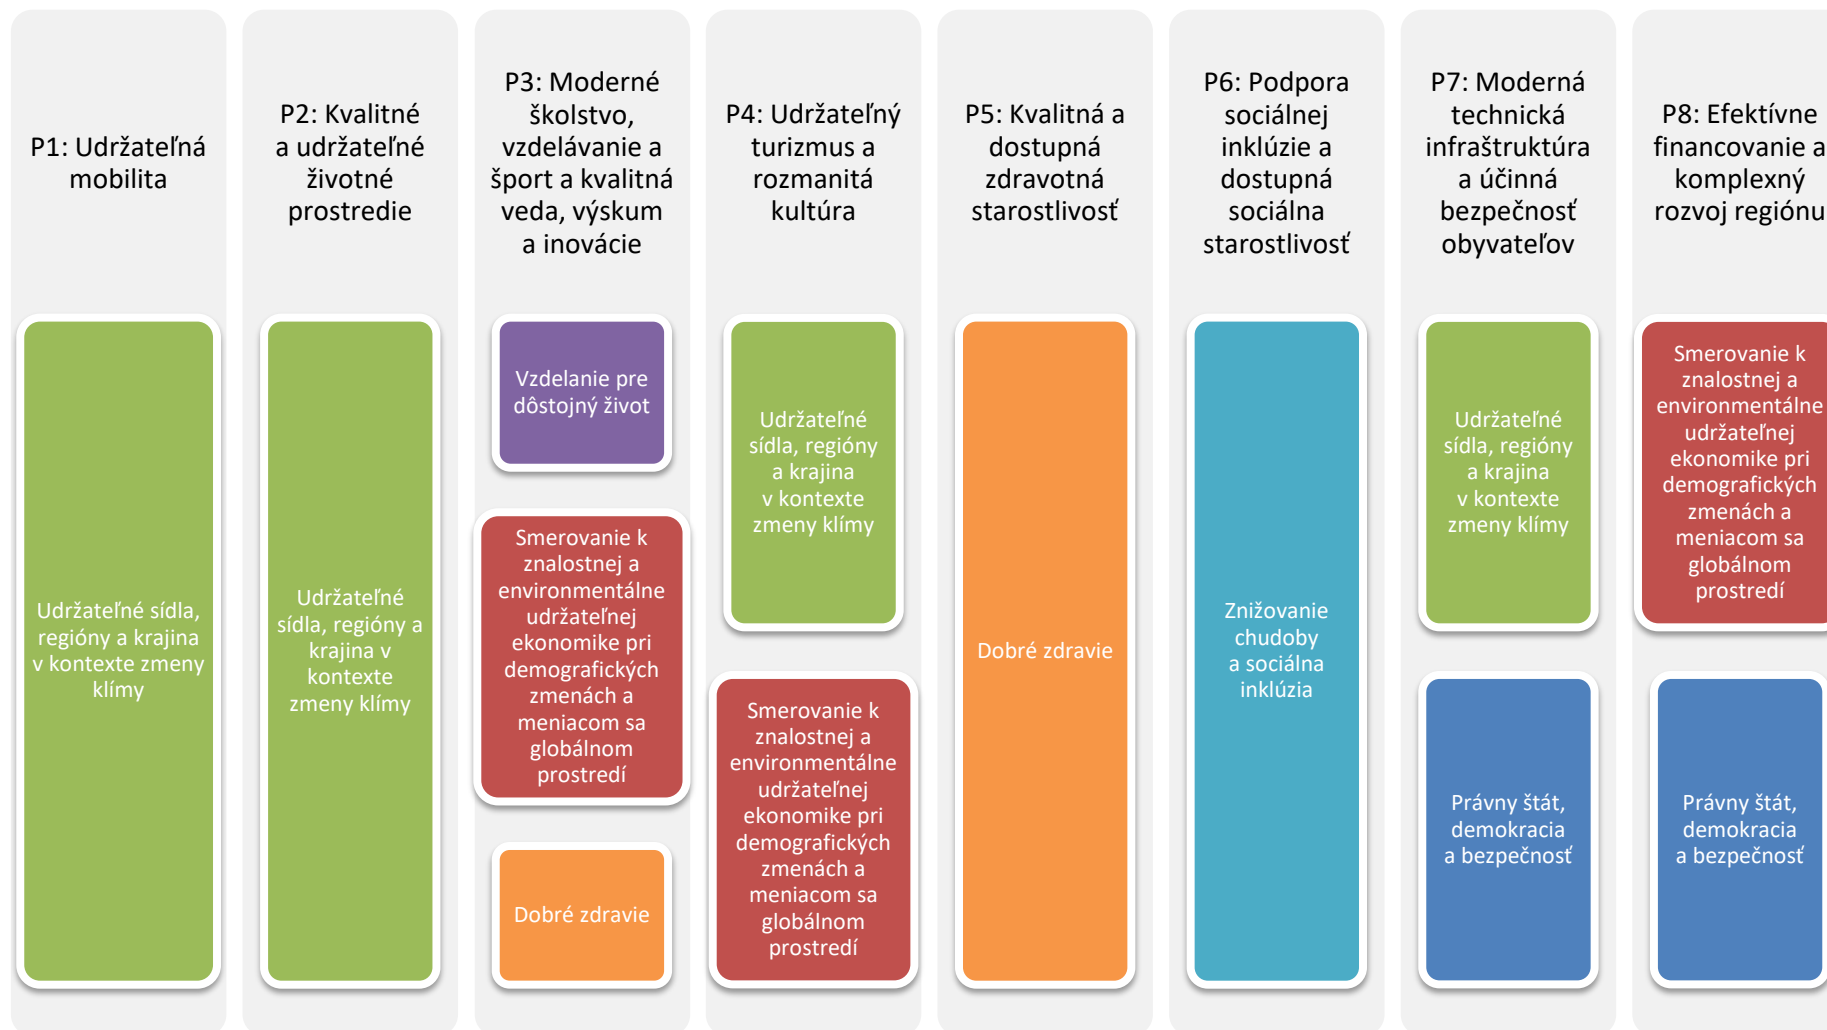 P1: Udržateľná
mobilita
P2: Kvalitné
a udržateľné
životné
prostredie
P3: Moderné
školstvo,
vzdelávanie a
šport a kvalitná
veda, výskum
a inovácie
P4: Udržateľný
turizmus a
rozmanitá
kultúra
P5: Kvalitná a
dostupná
zdravotná
starostlivosť
P6: Podpora
sociálnej
inklúzie a
dostupná
sociálna
starostlivosť
P7: Moderná
technická
infraštruktúra
a účinná
bezpečnosť
obyvateľov
P8: Efektívne
financovanie a
komplexný
rozvoj regiónu
Udržateľné sídla,
regióny a krajina
v kontexte zmeny
klímy
Udržateľné
sídla, regióny a
krajina v
kontexte
zmeny klímy
Vzdelanie pre
dôstojný život
Smerovanie k
znalostnej a
environmentálne
udržateľnej
ekonomike pri
demografických
zmenách a
meniacom sa
globálnom
prostredí
Dobré zdravie
Udržateľné
sídla, regióny
a krajina
v kontexte
zmeny klímy
Smerovanie k
znalostnej a
environmentálne
udržateľnej
ekonomike pri
demografických
zmenách a
meniacom sa
globálnom
prostredí
Dobré zdravie
Znižovanie
chudoby
a sociálna
inklúzia
Udržateľné
sídla, regióny
a krajina
v kontexte
zmeny klímy
Právny štát,
demokracia
a bezpečnosť
Smerovanie k
znalostnej a
environmentálne
udržateľnej
ekonomike pri
demografických
zmenách a
meniacom sa
globálnom
prostredí
Právny štát,
demokracia
a bezpečnosť